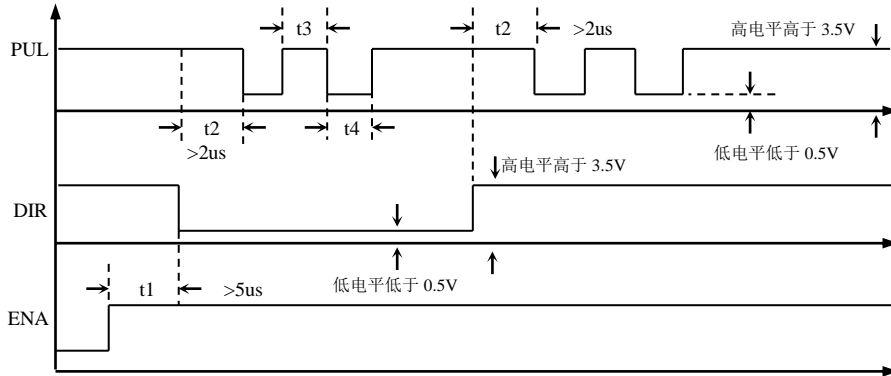 t3
t2
>2us
高电平高于 3.5V
PUL
t2
t4
>2us
低电平低于 0.5V
高电平高于 3.5V
DIR
低电平低于 0.5V
t1
>5us
ENA